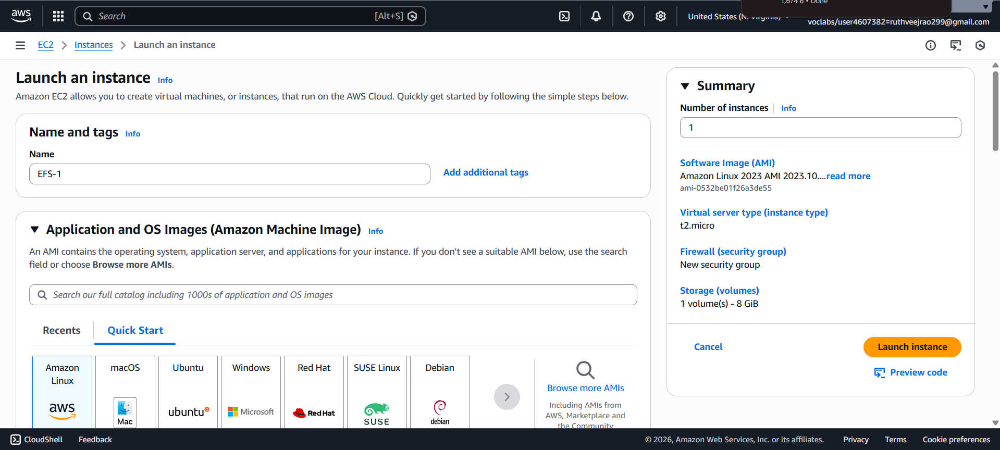 1,674 B • Done
aws
Search [Alt+S]
United States (N. Virginia)
voclabs/user4607382=ruthveejrao299@gmail.com
EC2 Instances Launch an instance
Launch an instance Info
Amazon EC2 allows you to create virtual machines, or instances, that run on the AWS Cloud. Quickly get started by following the simple steps below.
Name and tags Info
Name
EFS-1
Add additional tags
Application and OS Images (Amazon Machine Image) Info
An AMI contains the operating system, application server, and applications for your instance. If you don't see a suitable AMI below, use the search
field or choose Browse more AMIs.
Search our full catalog including 1000s of application and OS images
Recents Quick Start
Amazon
Linux
aws
macOS
Mac
Ubuntu
ubuntu
Windows
Microsoft
Red Hat
Red Hat
SUSE Linux
SUSE
Debian
debian
Browse more AMIs
Including AMIs from
AWS, Marketplace and
the Community
Summary
Number of instances Info
1
Software Image (AMI)
Amazon Linux 2023 AMI 2023.10....read more
ami-0532be01f26a3de55
Virtual server type (instance type)
t2.micro
Firewall (security group)
New security group
Storage (volumes)
1 volume(s) - 8 GiB
Cancel
Launch instance
Preview code
CloudShell Feedback
© 2026, Amazon Web Services, Inc. or its affiliates. Privacy Terms Cookie preferences